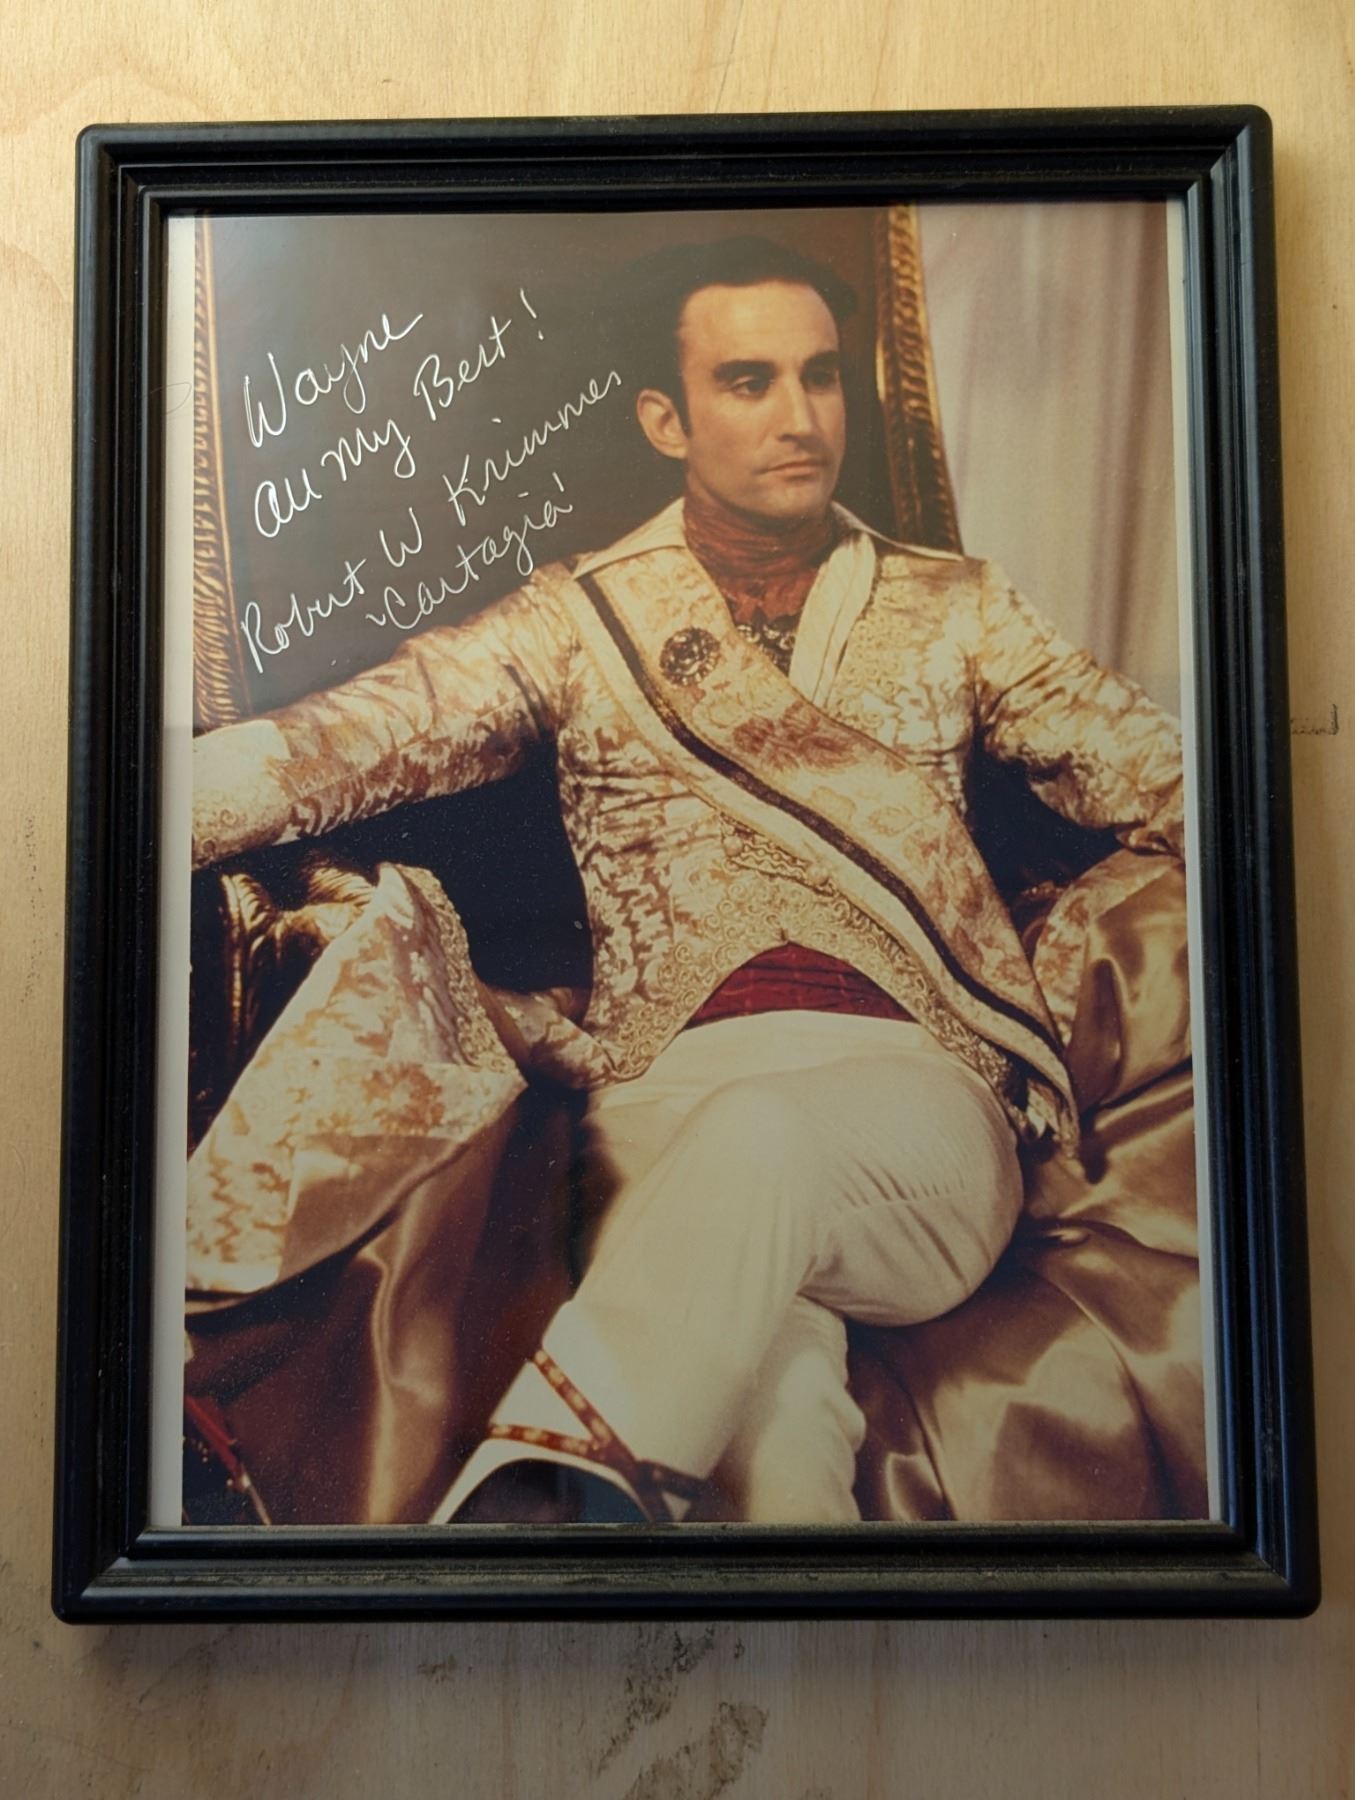 Wayne
All My Best!
Robert W Krimmer
"Cartagia"